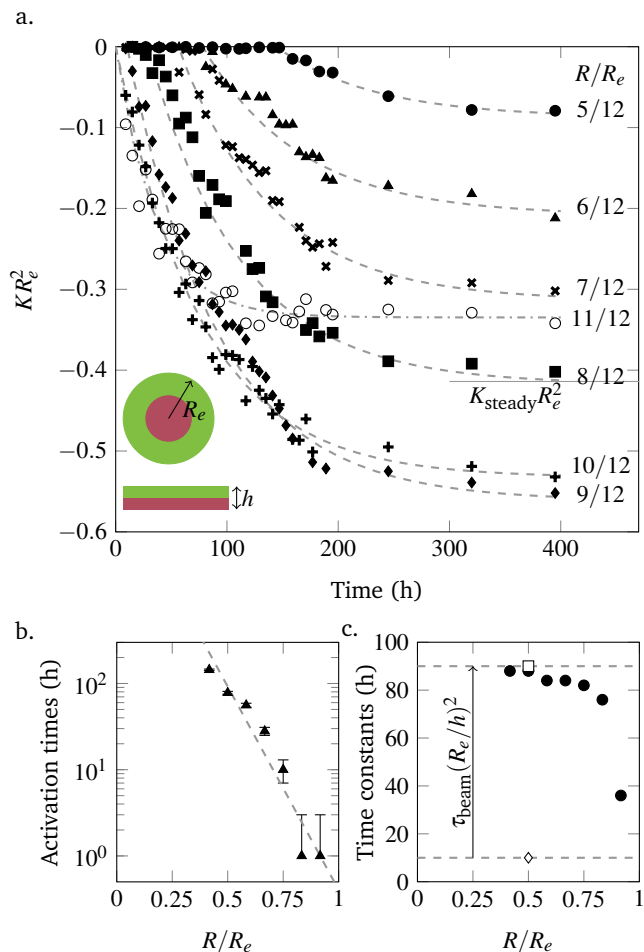 a.
0
−0.1
−0.2
−0.3
−0.4
−0.5
−0.6
KR_e^2
0 100 200 300 400
Time (h)
R/R_e
5/12
6/12
7/12
11/12
8/12
K_steady R_e^2
10/12
9/12
R_e
h
b.
10^2
10^1
10^0
Activation times (h)
0 0.25 0.5 0.75 1
R/R_e
c.
100
80
60
40
20
0
Time constants (h)
τ_beam (R_e/h)^2
0 0.25 0.5 0.75 1
R/R_e